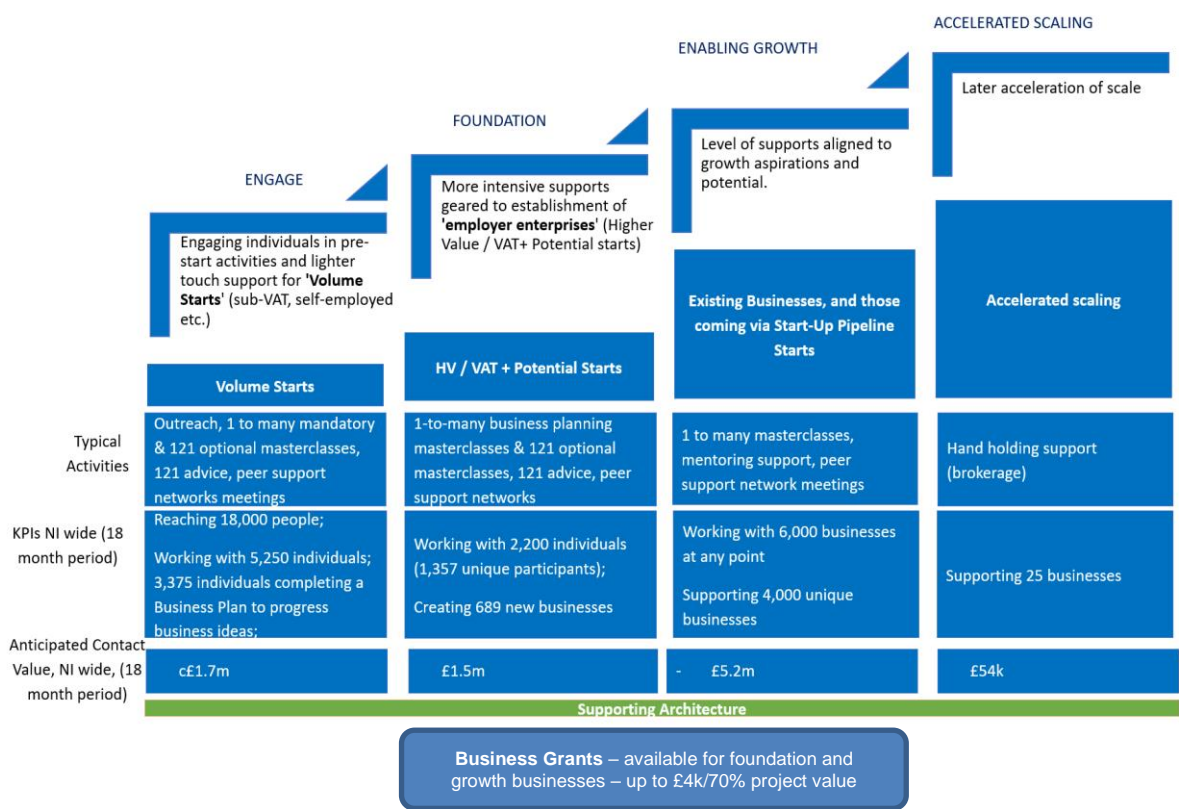 ACCELERATED SCALING
Later acceleration of scale
ENABLING GROWTH
Level of supports aligned to
growth aspirations and
potential.
FOUNDATION
More intensive supports
geared to establishment of
'employer enterprises' (Higher
Value / VAT+ Potential starts)
ENGAGE
Engaging individuals in pre-
start activities and lighter
touch support for 'Volume
Starts' (sub-VAT, self-employed
etc.)
Volume Starts
HV / VAT + Potential Starts
Existing Businesses, and those
coming via Start-Up Pipeline
Starts
Accelerated scaling
Typical
Activities
Outreach, 1 to many mandatory
& 121 optional masterclasses,
121 advice, peer support
networks meetings
1-to-many business planning
masterclasses & 121 optional
masterclasses, 121 advice, peer
support networks
1 to many masterclasses,
mentoring support, peer
support network meetings
Hand holding support
(brokerage)
KPIs NI wide (18
month period)
Reaching 18,000 people;
Working with 5,250 individuals;
3,375 individuals completing a
Business Plan to progress
business ideas;
Working with 2,200 individuals
(1,357 unique participants);
Creating 689 new businesses
Working with 6,000 businesses
at any point
Supporting 4,000 unique
businesses
Supporting 25 businesses
Anticipated Contact
Value, NI wide, (18
month period)
c£1.7m
£1.5m
- £5.2m
£54k
Supporting Architecture
Business Grants – available for foundation and
growth businesses – up to £4k/70% project value